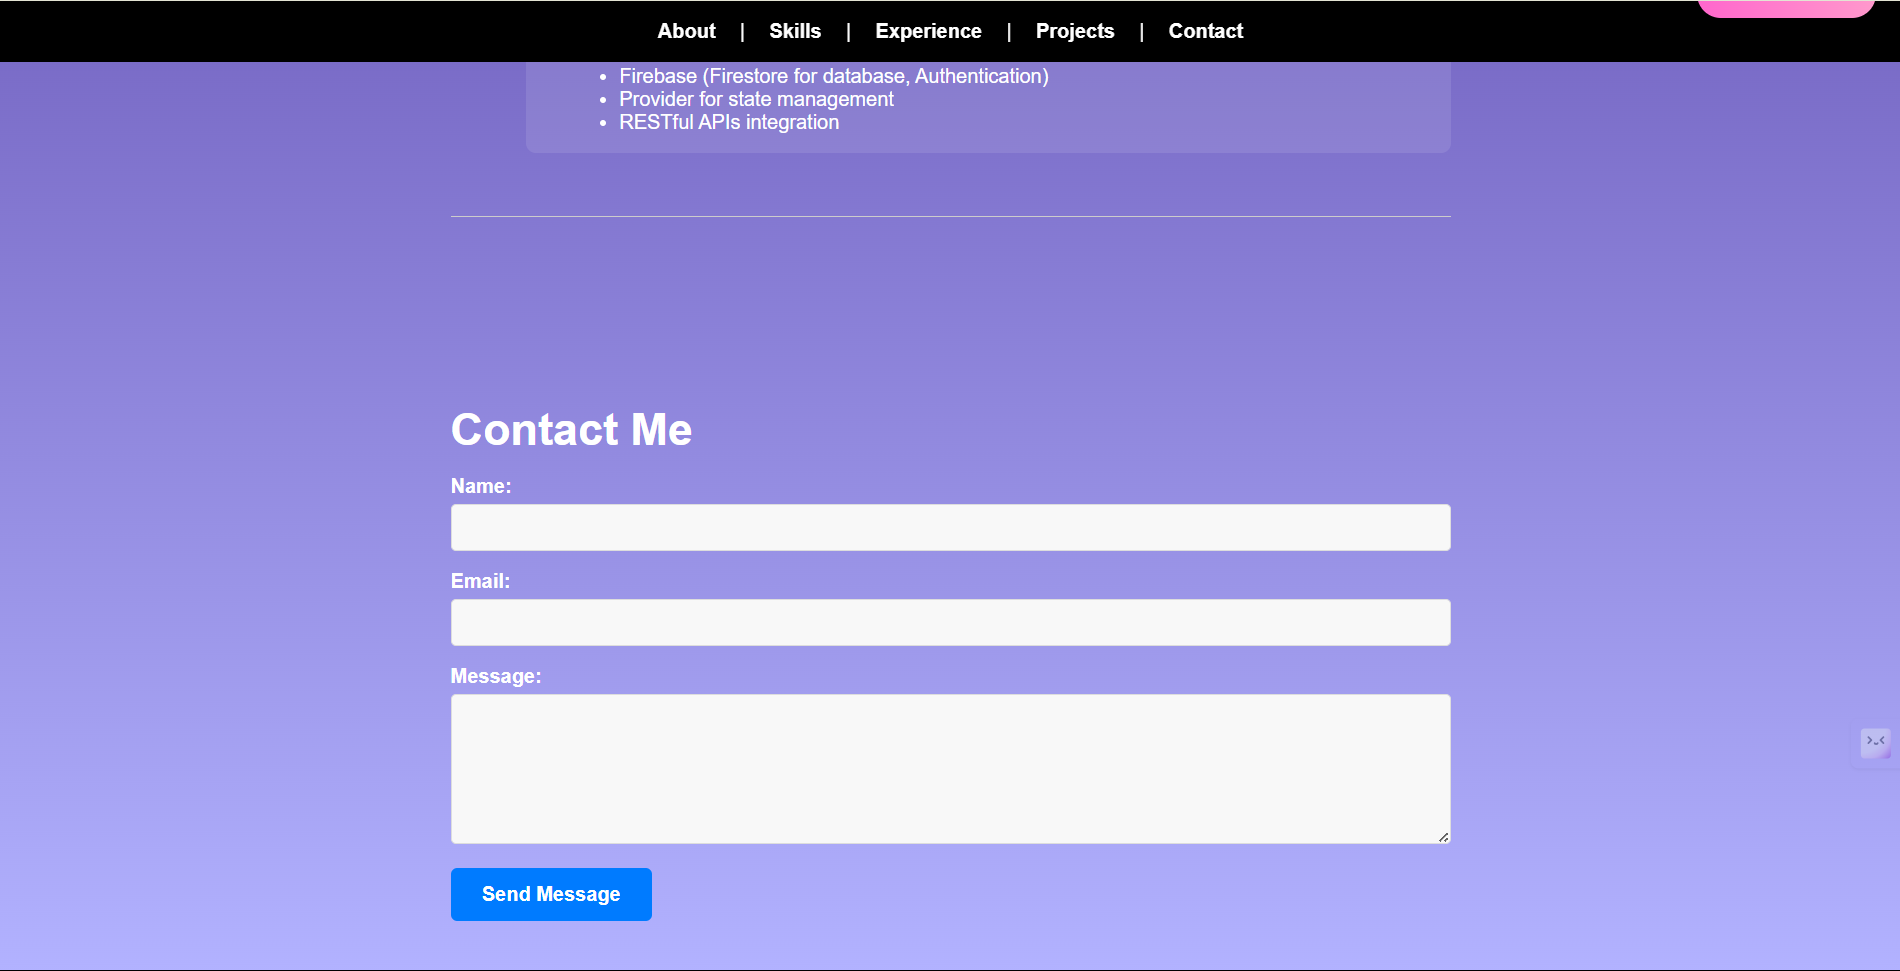 About | Skills | Experience | Projects | Contact
Firebase (Firestore for database, Authentication)
Provider for state management
RESTful APIs integration
Contact Me
Name:
Email:
Message:
Send Message